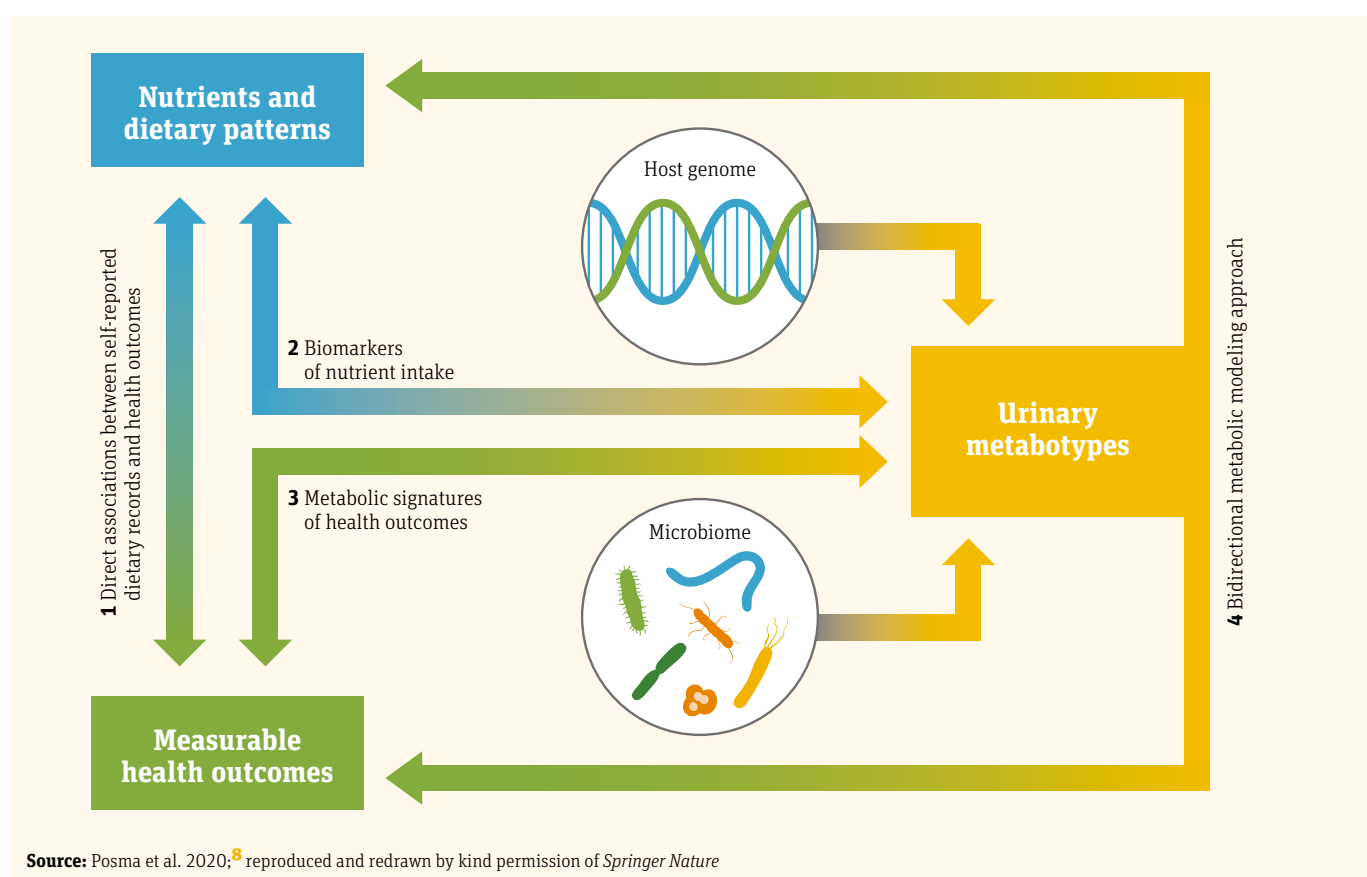 Nutrients and
dietary patterns
Host genome
1 Direct associations between self-reported
dietary records and health outcomes
2 Biomarkers
of nutrient intake
Urinary
metabotypes
4 Bidirectional metabolic modeling approach
3 Metabolic signatures
of health outcomes
Microbiome
Measurable
health outcomes
Source: Posma et al. 2020;8 reproduced and redrawn by kind permission of Springer Nature